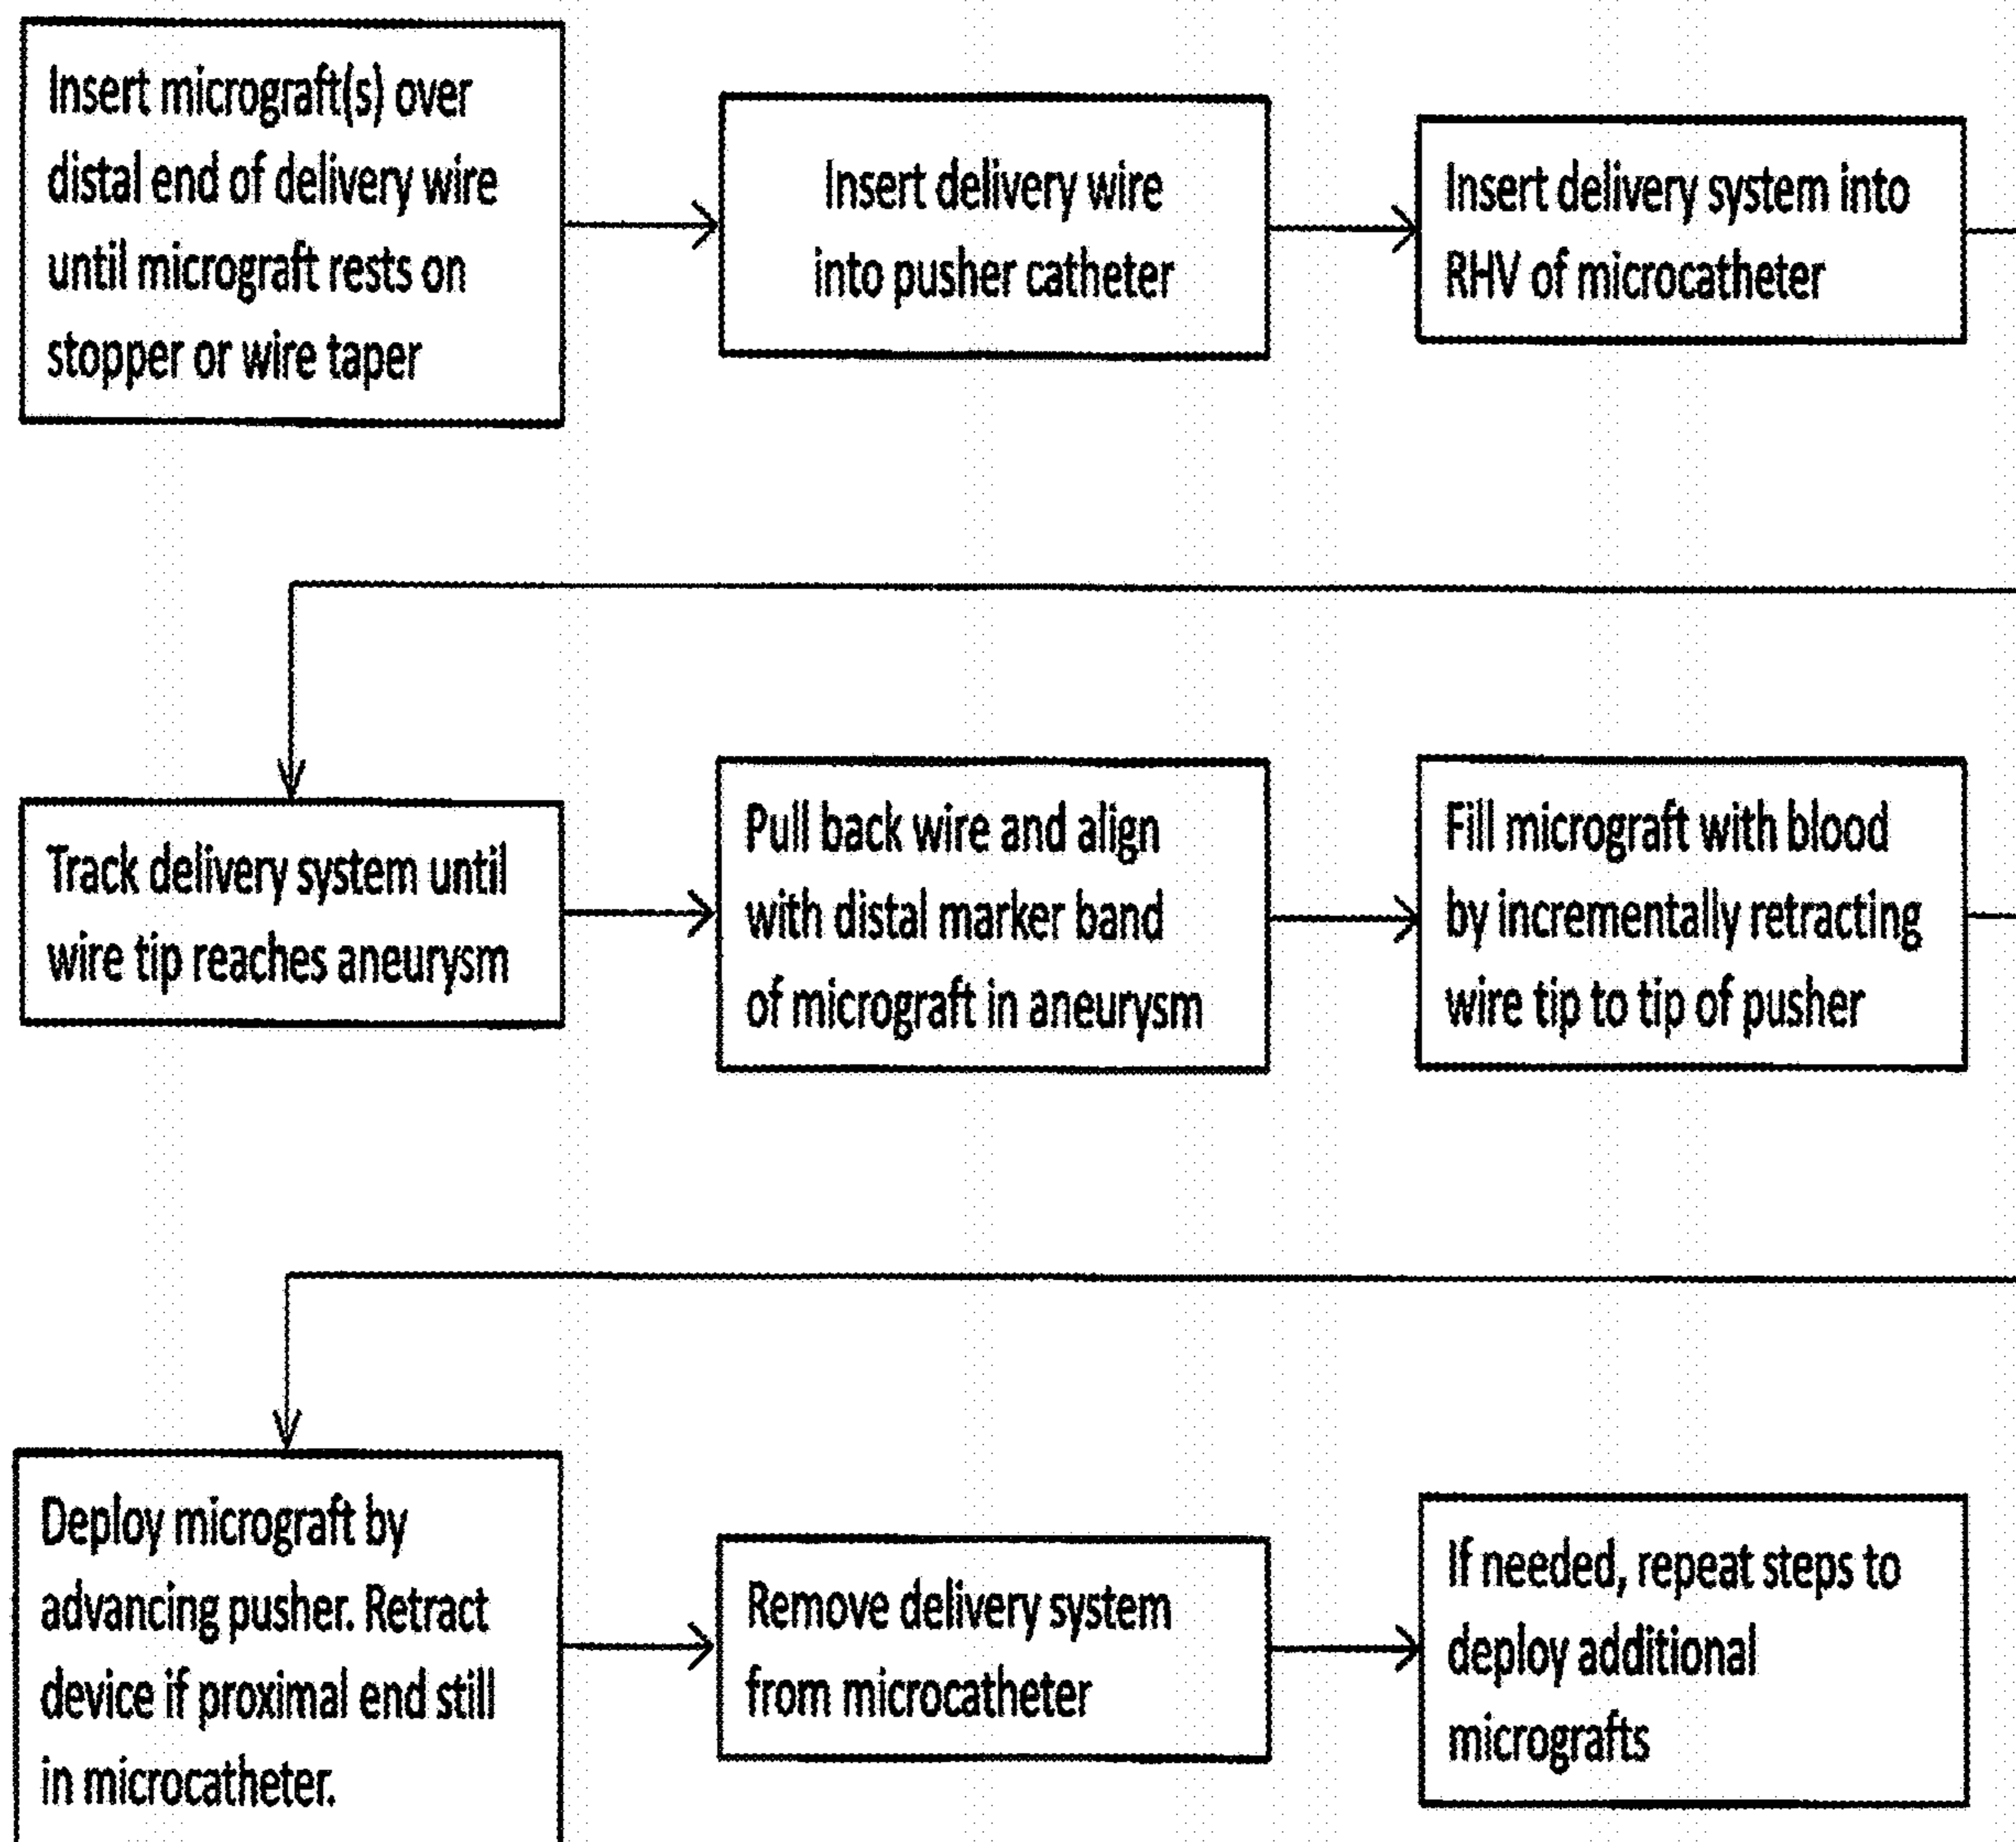 Insert micrograft(s) over
distal end of delivery wire
until micrograft rests on
stopper or wire taper
Insert delivery wire
into pusher catheter
Insert delivery system into
RHV of microcatheter
Track delivery system until
wire tip reaches aneurysm
Pull back wire and align
with distal marker band
of micrograft in aneurysm
Fill micrograft with blood
by incrementally retracting
wire tip to tip of pusher
Deploy micrograft by
advancing pusher. Retract
device if proximal end still
in microcatheter.
Remove delivery system
from microcatheter
If needed, repeat steps to
deploy additional
micrografts